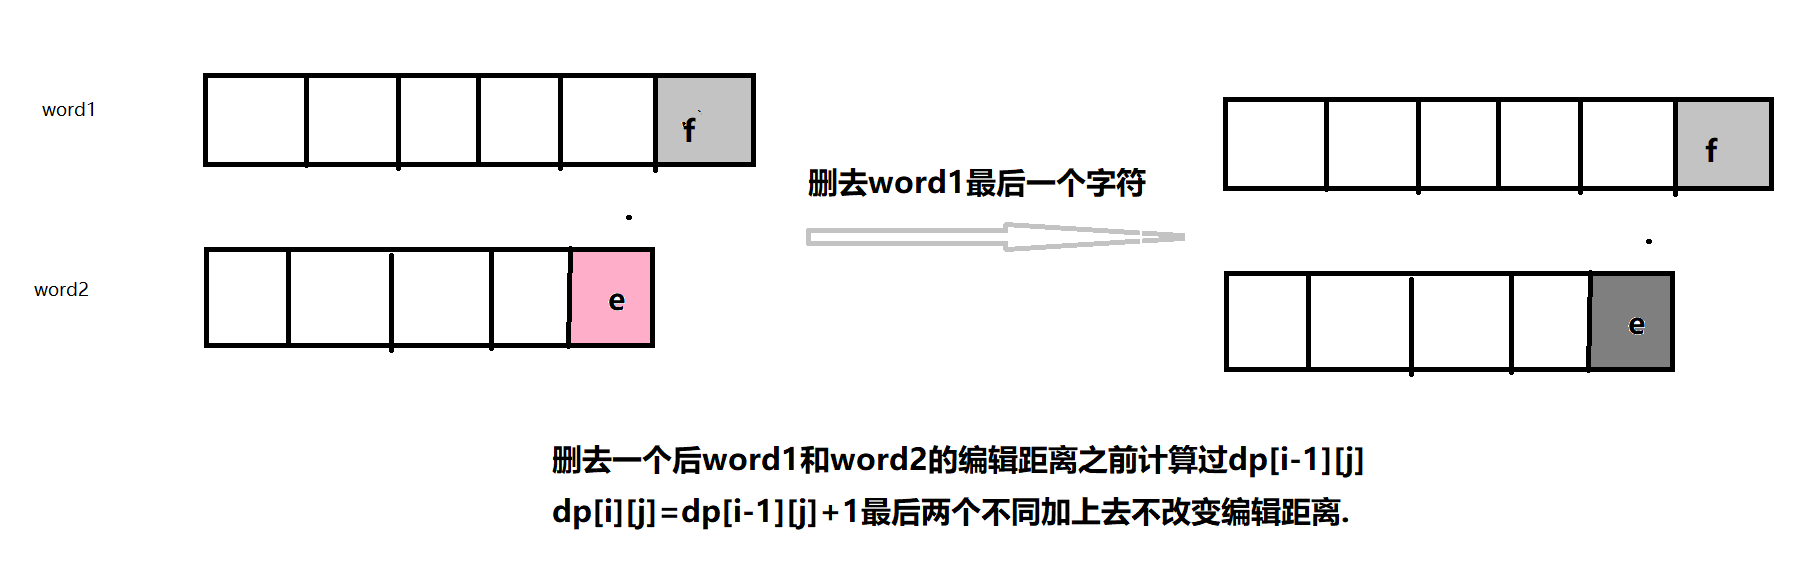 word1
f
f
删去word1最后一个字符
word2
e
e
删去一个后word1和word2的编辑距离之前计算过dp[i-1][j]
dp[i][j]=dp[i-1][j]+1最后两个不同加上去不改变编辑距离.